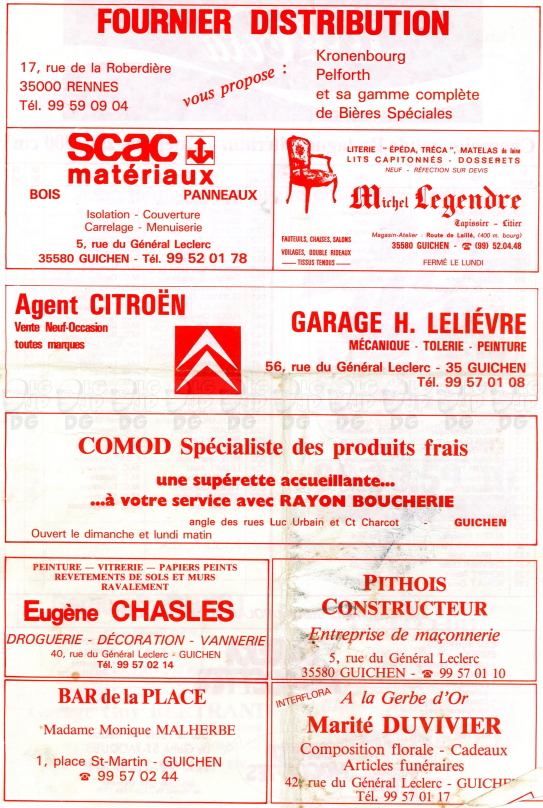 FOURNIER DISTRIBUTION
17, rue de la Roberdière
35000 RENNES
Tél. 99 59 09 04
vous propose :
Kronenbourg
Pelforth
et sa gamme complète
de Bières Spéciales
scac
matériaux
BOIS PANNEAUX
Isolation - Couverture
Carrelage - Menuiserie
5, rue du Général Leclerc
35580 GUICHEN - Tél. 99 52 01 78
LITERIE "ÉPÉDA, TRÉCA", MATELAS de laine
LITS CAPITONNÉS - DOSSERETS
NEUF - RÉFECTION SUR DEVIS
Michel Legendre
Tapissier - Litier
Magasin-Atelier - Route de Laillé, (400 m. bourg)
35580 GUICHEN - ☎ (99) 52.04.48
FERMÉ LE LUNDI
FAUTEUILS, CHAISES, SALONS
VOILAGES, DOUBLE RIDEAUX
— TISSUS TENDUS —
Agent CITROËN
Vente Neuf-Occasion
toutes marques
GARAGE H. LELIÉVRE
MÉCANIQUE - TOLERIE - PEINTURE
56, rue du Général Leclerc - 35 GUICHEN
Tél. 99 57 01 08
COMOD Spécialiste des produits frais
une supérette accueillante...
...à votre service avec RAYON BOUCHERIE
angle des rues Luc Urbain et Ct Charcot - GUICHEN
Ouvert le dimanche et lundi matin
PEINTURE — VITRERIE — PAPIERS PEINTS
REVETEMENTS DE SOLS ET MURS
RAVALEMENT
Eugène CHASLES
DROGUERIE - DÉCORATION - VANNERIE
40, rue du Général Leclerc - GUICHEN
Tél. 99 57 02 14
PITHOIS
CONSTRUCTEUR
Entreprise de maçonnerie
5, rue du Général Leclerc
35580 GUICHEN - ☎ 99 57 01 10
BAR de la PLACE
Madame Monique MALHERBE
1, place St-Martin - GUICHEN
☎ 99 57 02 44
INTERFLORA
A la Gerbe d'Or
Marité DUVIVIER
Composition florale - Cadeaux
Articles funéraires
42, rue du Général Leclerc - GUICHE
Tél. 99 57 01 17